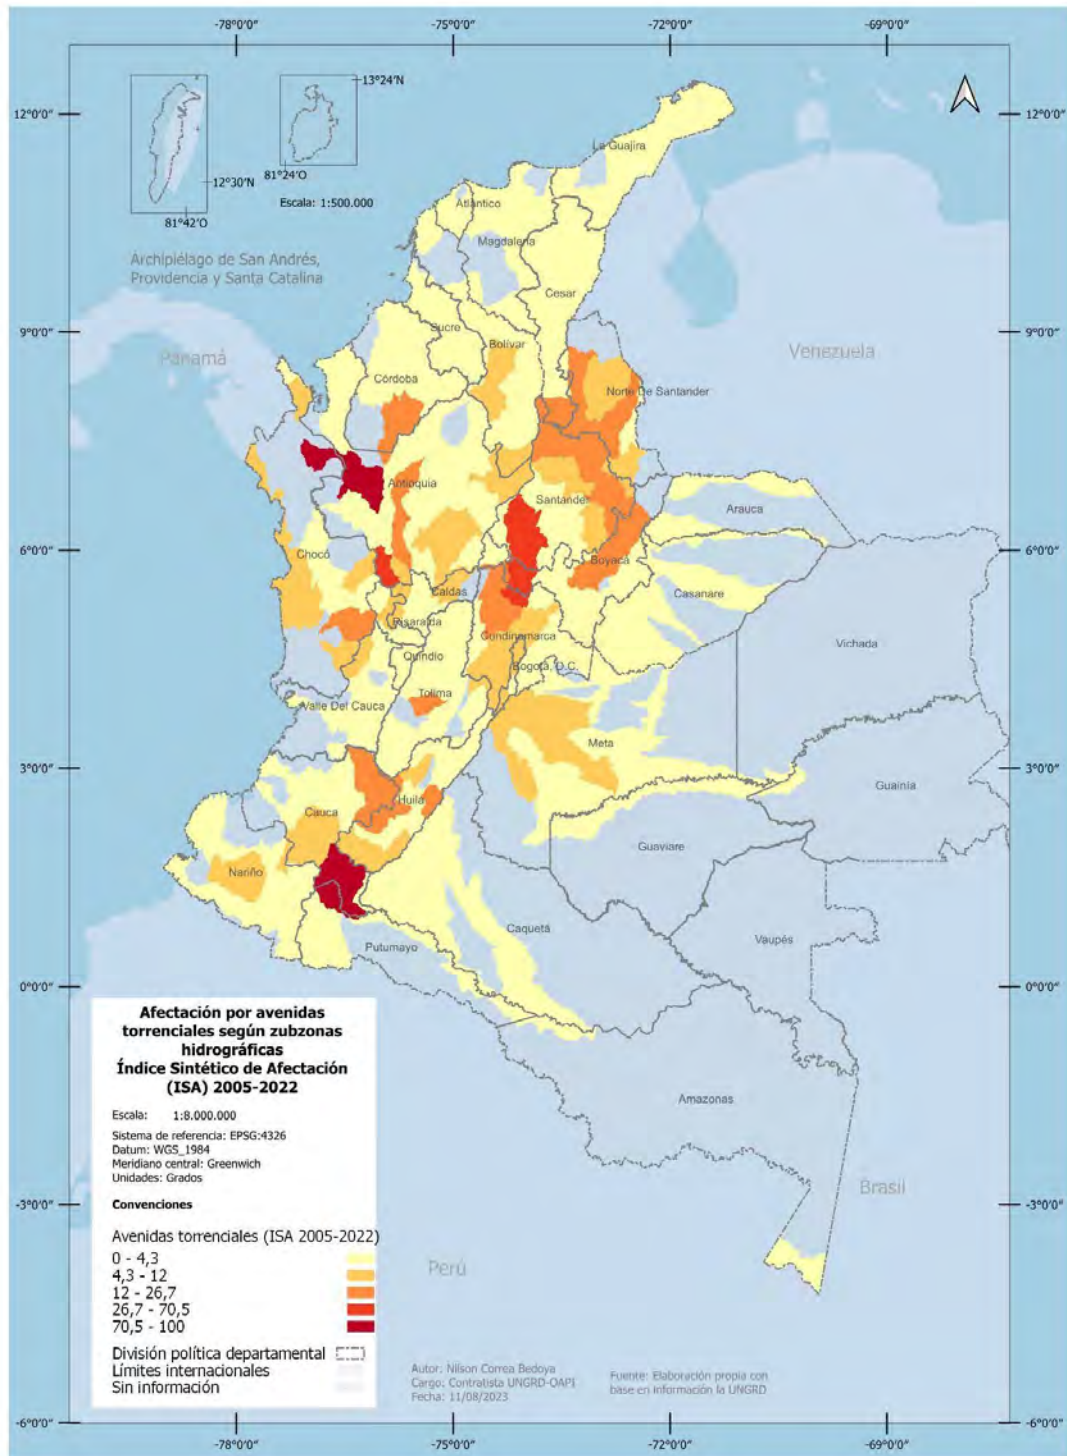 -78°0'0"
-75°0'0"
-72°0'0"
-69°0'0"
12°0'0"
12°0'0"
13°24'N
81°24'O
12°30'N
81°42'O
Escala: 1:500.000
Archipiélago de San Andrés,
Providencia y Santa Catalina
La Guajira
Atlántico
Magdalena
Cesar
9°0'0"
9°0'0"
Panamá
Venezuela
Sucre
Bolívar
Córdoba
Norte De Santander
Antioquia
Santander
Arauca
6°0'0"
6°0'0"
Chocó
Boyacá
Caldas
Casanare
Risaralda
Cundinamarca
Vichada
Quindío
Bogotá, D.C.
Tolima
Valle Del Cauca
Meta
3°0'0"
3°0'0"
Guainía
Huila
Cauca
Guaviare
Nariño
Caquetá
Vaupés
Putumayo
0°0'0"
0°0'0"
Afectación por avenidas
torrenciales según zubzonas
hidrográficas
Índice Sintético de Afectación
(ISA) 2005-2022
Escala: 1:8.000.000
Sistema de referencia: EPSG:4326
Datum: WGS_1984
Meridiano central: Greenwich
Unidades: Grados
Convenciones
Avenidas torrenciales (ISA 2005-2022)
0 - 4,3
4,3 - 12
12 - 26,7
26,7 - 70,5
70,5 - 100
División política departamental
Límites internacionales
Sin información
Amazonas
Brasil
-3°0'0"
-3°0'0"
Perú
Autor: Nilson Correa Bedoya
Cargo: Contratista UNGRD-OAPI
Fecha: 11/08/2023
Fuente: Elaboración propia con
base en información la UNGRD
-6°0'0"
-6°0'0"
-78°0'0"
-75°0'0"
-72°0'0"
-69°0'0"